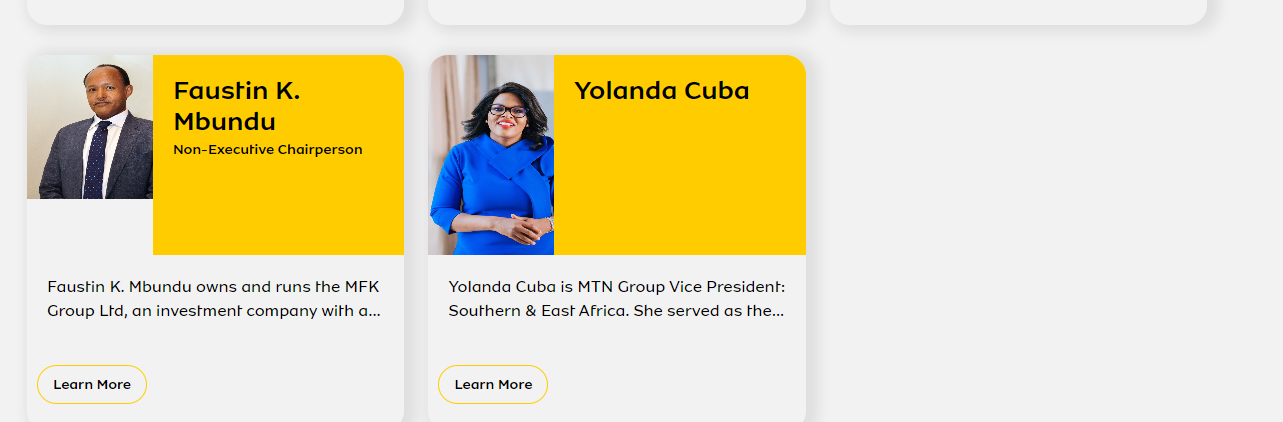 Faustin K.
Mbundu
Non-Executive Chairperson
Faustin K. Mbundu owns and runs the MFK
Group Ltd, an investment company with a...
Learn More
Yolanda Cuba
Yolanda Cuba is MTN Group Vice President:
Southern & East Africa. She served as the...
Learn More